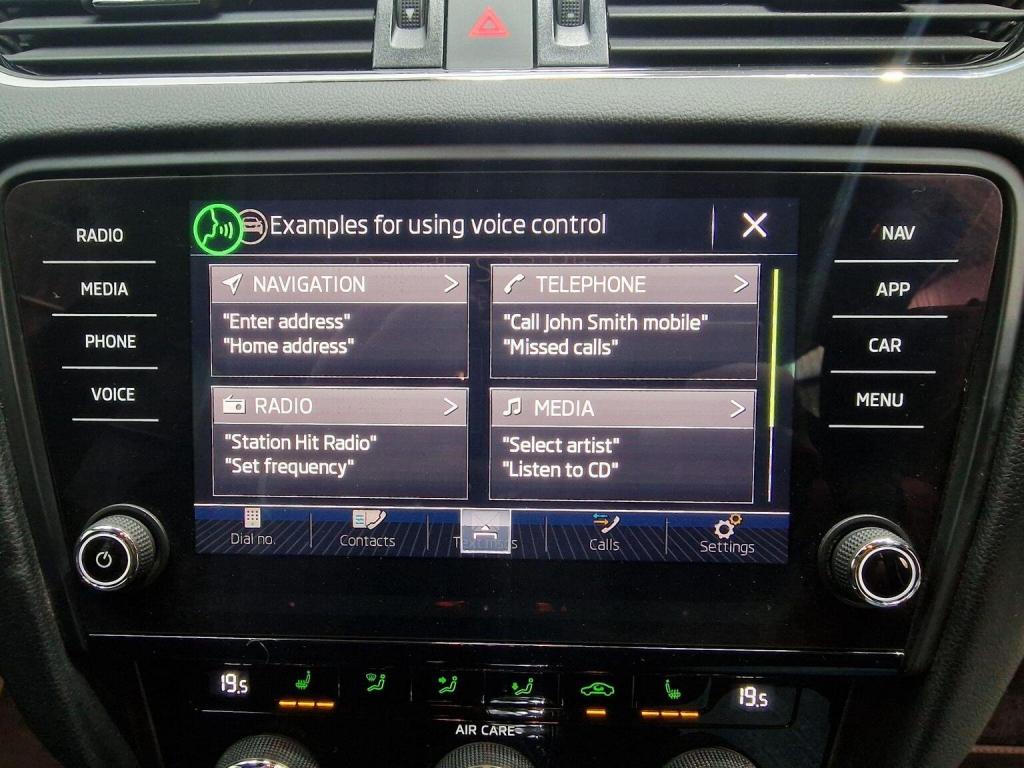 Examples for using voice control
RADIO
MEDIA
PHONE
VOICE
NAVIGATION
"Enter address"
"Home address"
TELEPHONE
"Call John Smith mobile"
"Missed calls"
RADIO
"Station Hit Radio"
"Set frequency"
MEDIA
"Select artist"
"Listen to CD"
NAV
APP
CAR
MENU
Dial no.
Contacts
Calls
Settings
19.5
19.5
AIR CARE